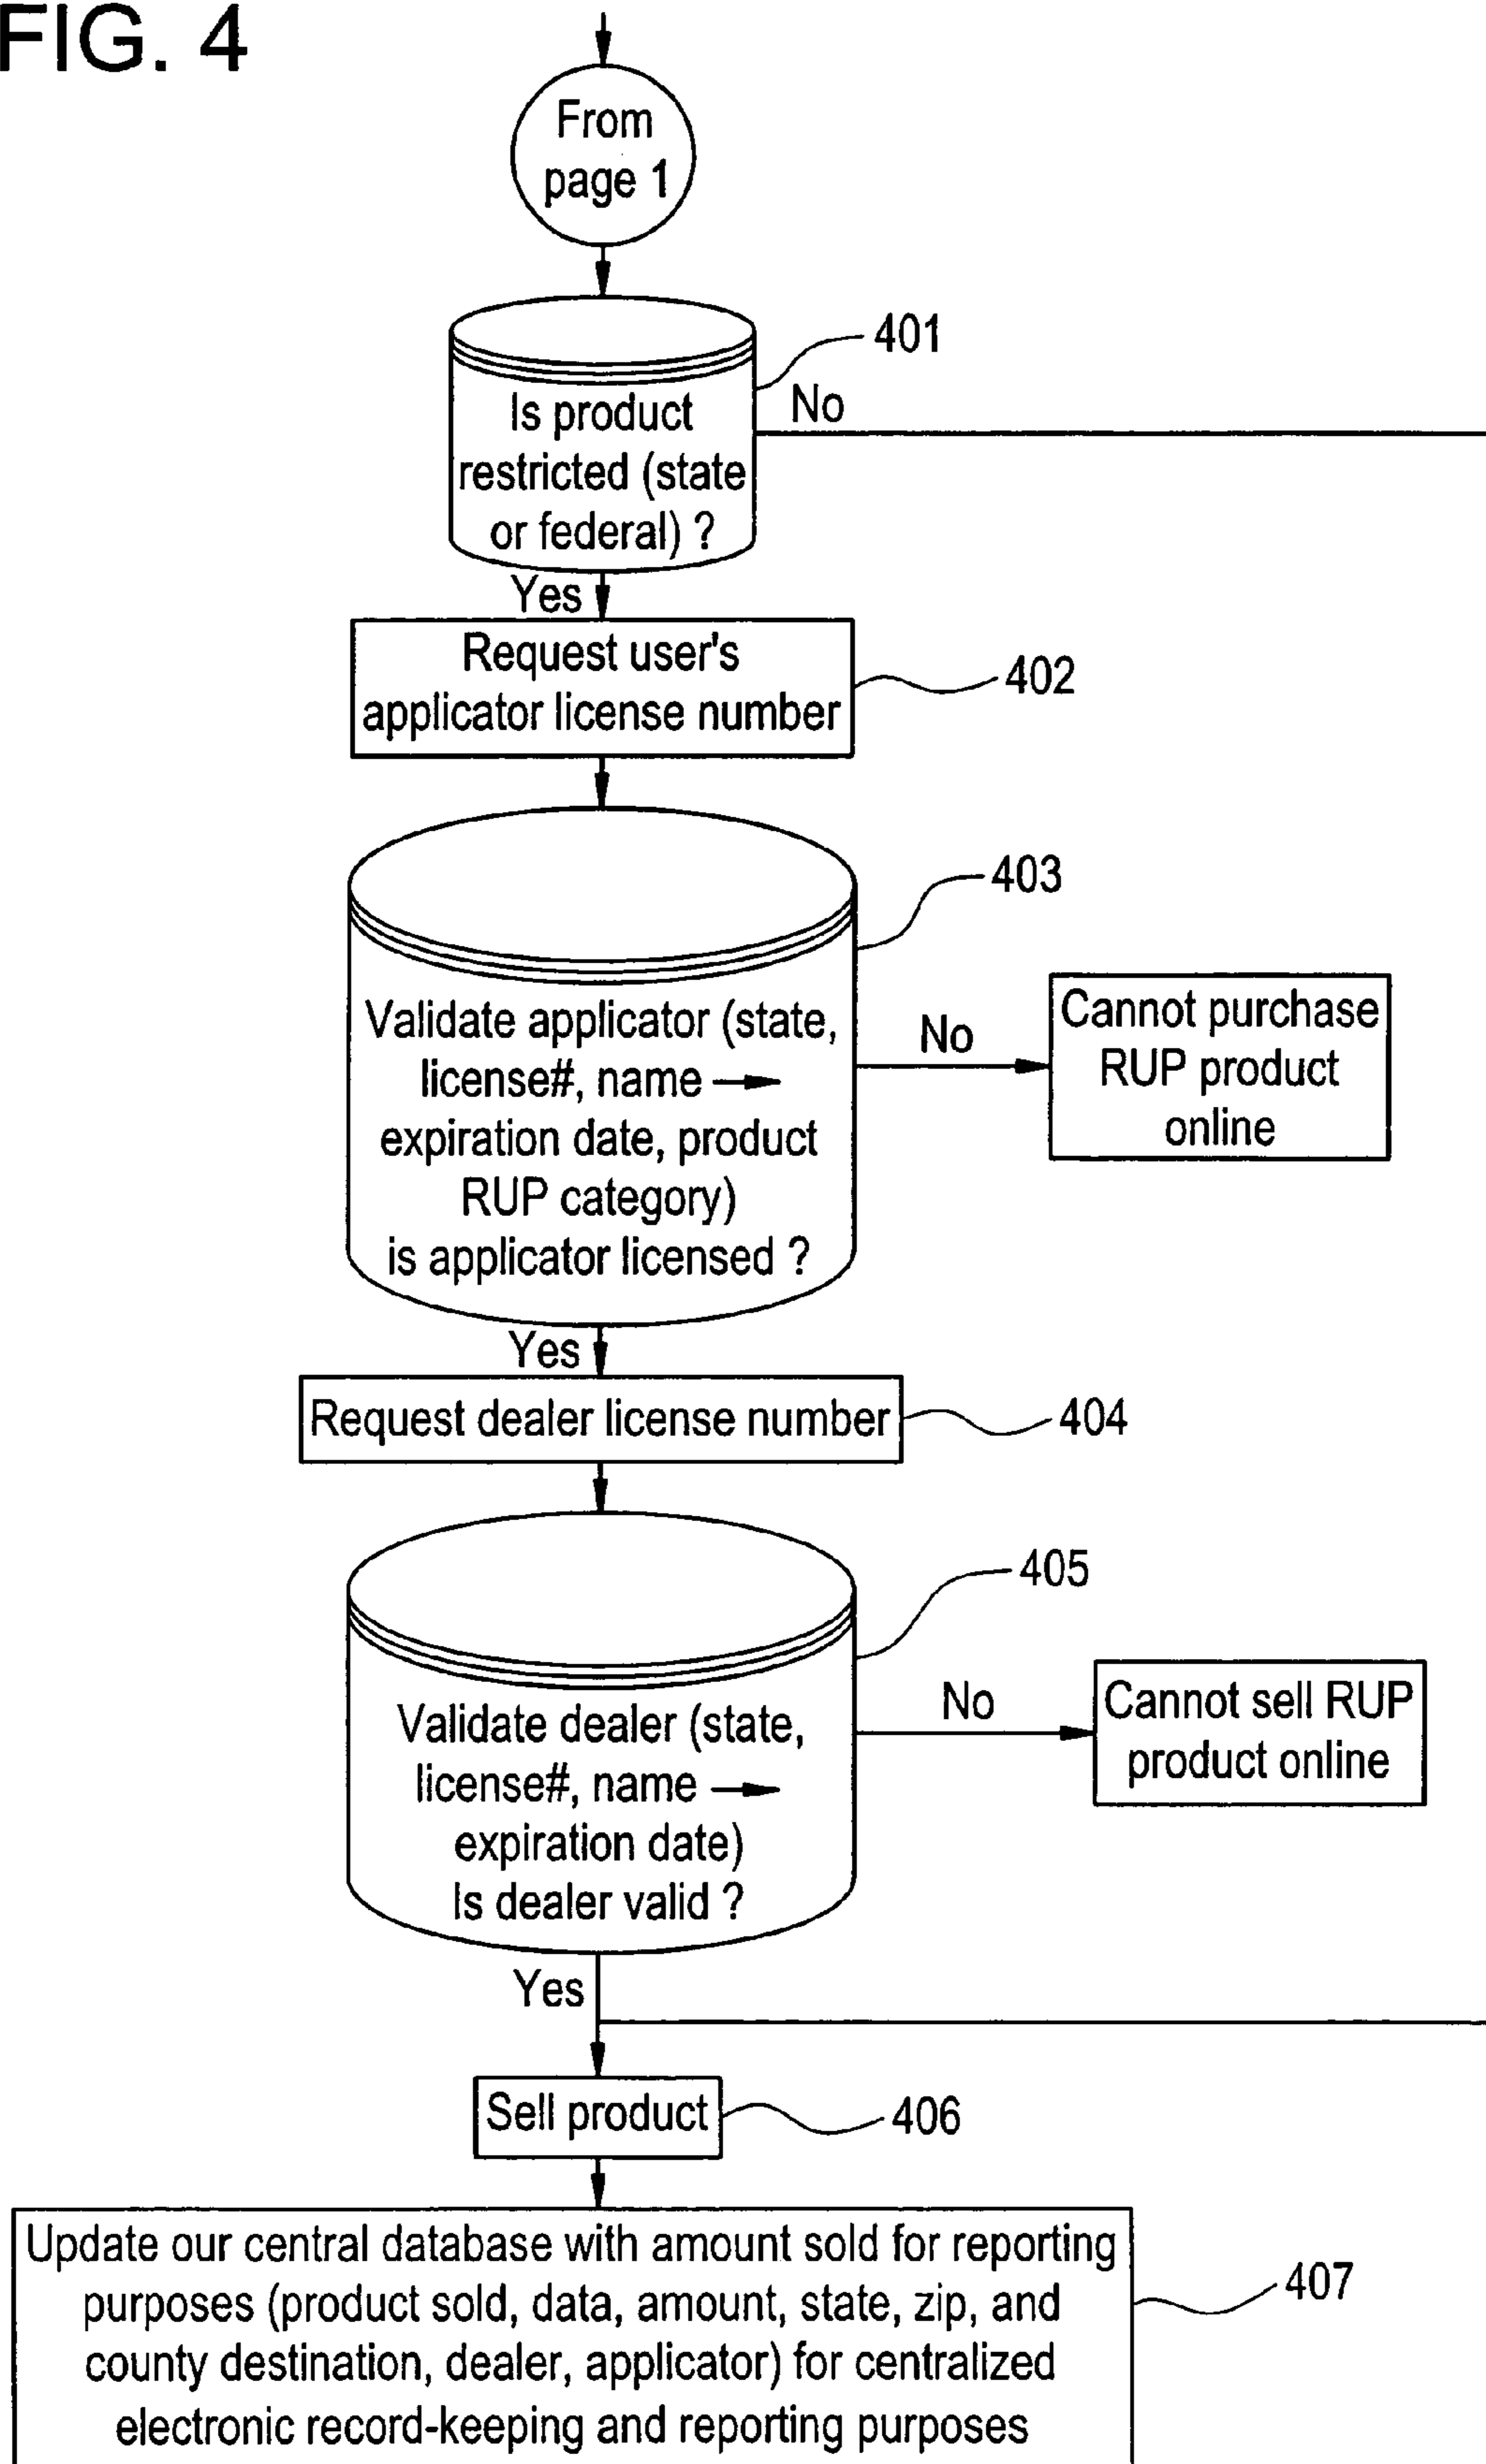 FIG. 4
From
page 1
401
Is product
restricted (state
or federal) ?
No
Yes
Request user's
applicator license number
402
403
Validate applicator (state,
license#, name →
expiration date, product
RUP category)
is applicator licensed ?
No
Cannot purchase
RUP product
online
Yes
Request dealer license number
404
405
Validate dealer (state,
license#, name →
expiration date)
Is dealer valid ?
No
Cannot sell RUP
product online
Yes
Sell product
406
Update our central database with amount sold for reporting
purposes (product sold, data, amount, state, zip, and
county destination, dealer, applicator) for centralized
electronic record-keeping and reporting purposes
407